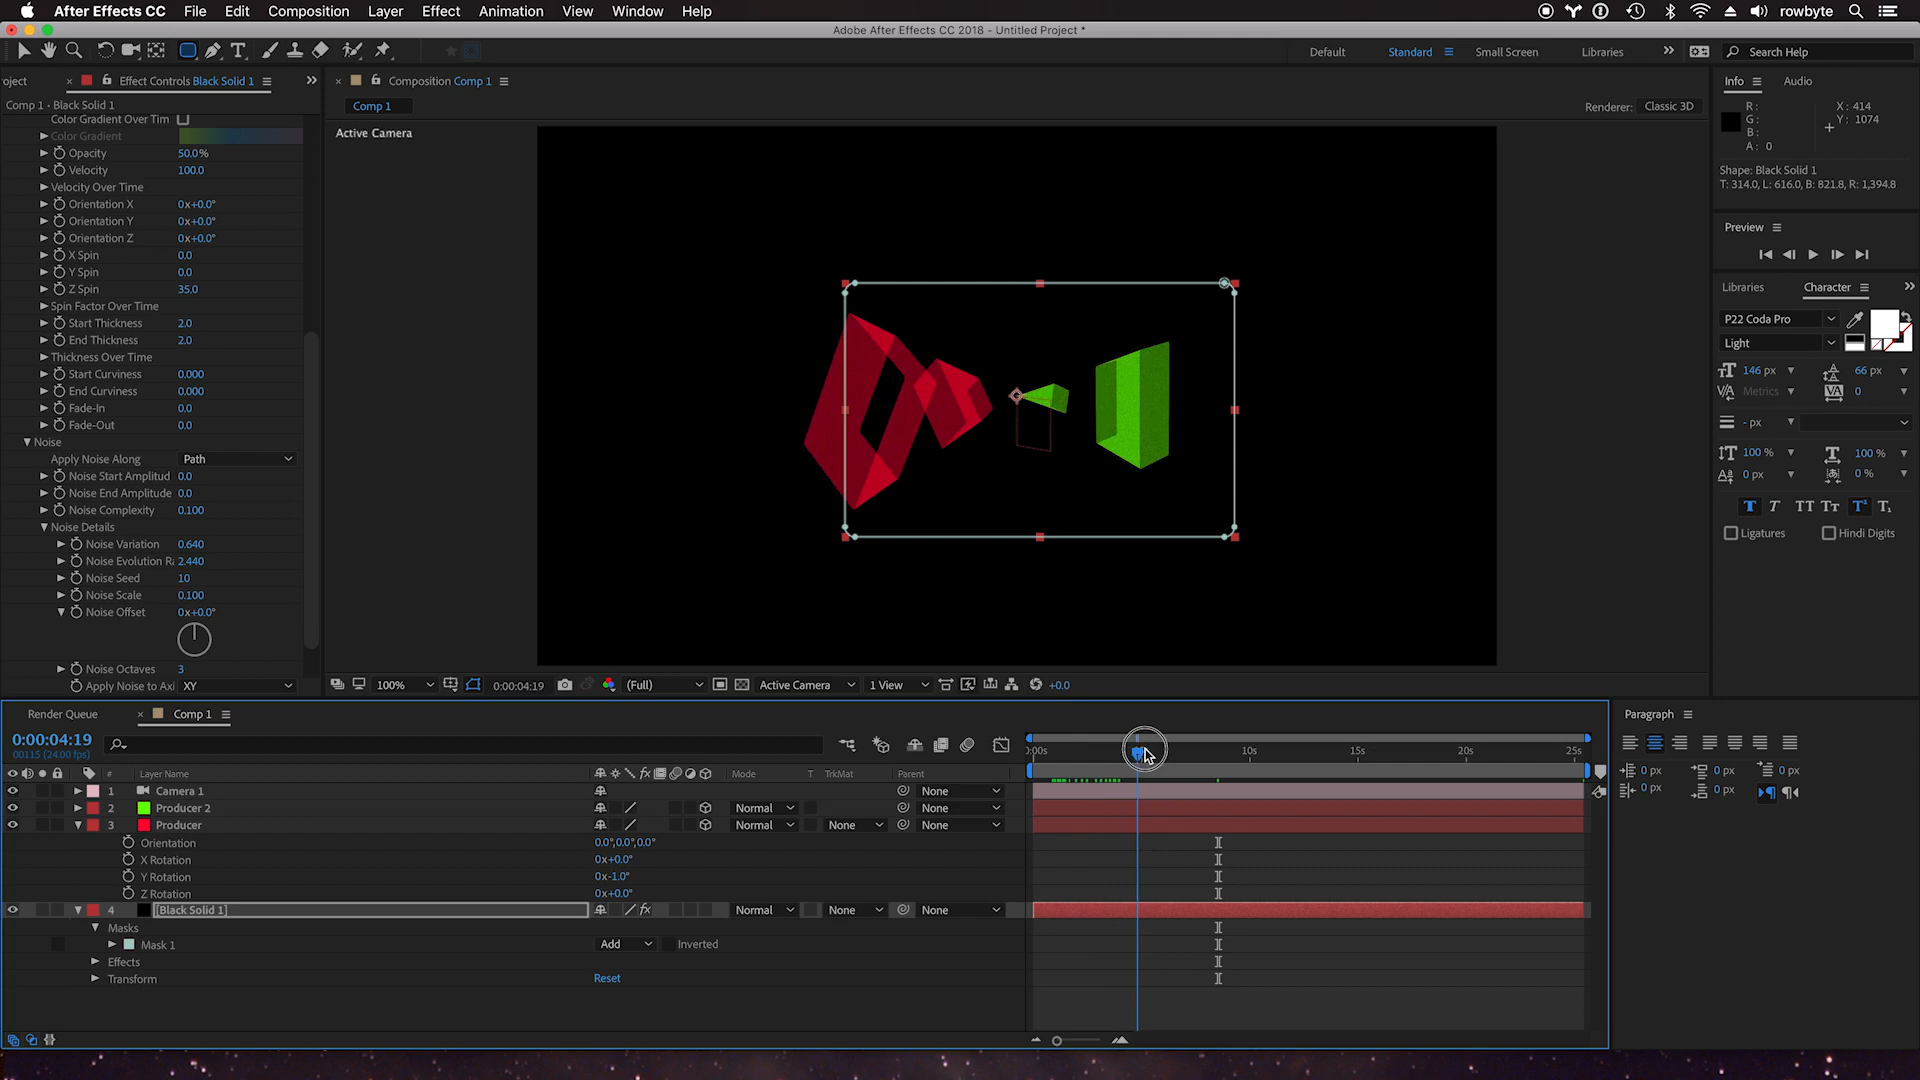 After Effects CC File Edit Composition Layer Effect Animation View Window Help rowbyte
Adobe After Effects CC 2018 - Untitled Project *
Default Standard Small Screen Libraries Search Help
oject Effect Controls Black Solid 1 Composition Comp 1 Info Audio
Comp 1 • Black Solid 1 Comp 1 Renderer: Classic 3D
Active Camera
R: X: 414
G: Y: 1074
B:
A: 0
Shape: Black Solid 1
T: 314.0, L: 616.0, B: 821.8, R: 1,394.8
Preview
Libraries Character
P22 Coda Pro
Light
146 px 66 px
Metrics 0
- px
100 % 100 %
0 px 0 %
T T TT Tr T¹ T₁
Ligatures Hindi Digits
Color Gradient Over Tim
Color Gradient
Opacity 50.0%
Velocity 100.0
Velocity Over Time
Orientation X 0x+0.0°
Orientation Y 0x+0.0°
Orientation Z 0x+0.0°
X Spin 0.0
Y Spin 0.0
Z Spin 35.0
Spin Factor Over Time
Start Thickness 2.0
End Thickness 2.0
Thickness Over Time
Start Curviness 0.000
End Curviness 0.000
Fade-In 0.0
Fade-Out 0.0
Noise
Apply Noise Along Path
Noise Start Amplitud 0.0
Noise End Amplitude 0.0
Noise Complexity 0.100
Noise Details
Noise Variation 0.640
Noise Evolution Ra 2.440
Noise Seed 10
Noise Scale 0.100
Noise Offset 0x+0.0°
Noise Octaves 3
Apply Noise to Axi XY
100% 0:00:04:19 (Full) Active Camera 1 View +0.0
Render Queue Comp 1
0:00:04:19
00115 (24.00 fps)
0:00s 10s 15s 20s 25s
# Layer Name Mode T TrkMat Parent
1 Camera 1 None
2 Producer 2 Normal None
3 Producer Normal None None
Orientation 0.0°,0.0°,0.0°
X Rotation 0x+0.0°
Y Rotation 0x-1.0°
Z Rotation 0x+0.0°
4 [Black Solid 1] Normal None None
Masks
Mask 1 Add Inverted
Effects
Transform Reset
Paragraph
0 px 0 px 0 px
0 px 0 px